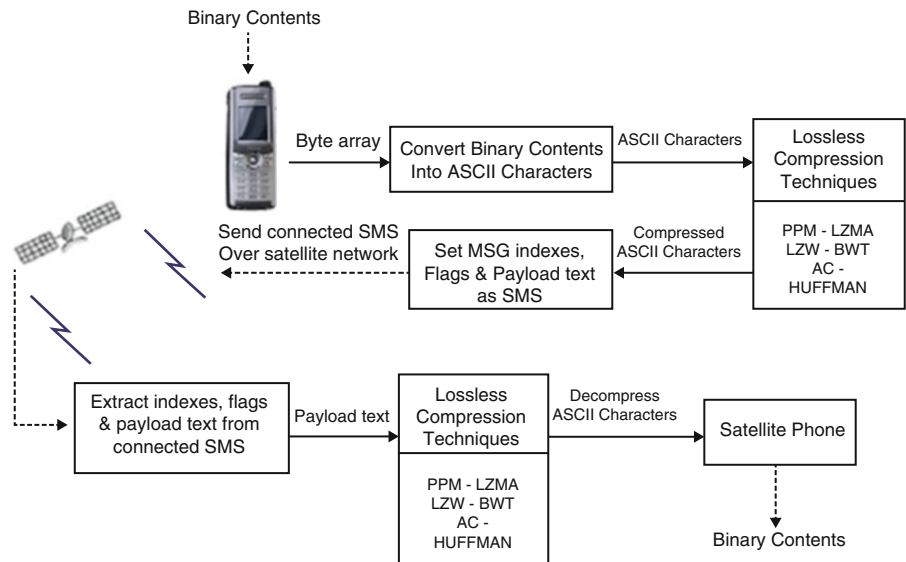 Binary Contents
Byte array
Convert Binary Contents
Into ASCII Characters
ASCII Characters
Lossless
Compression
Techniques
PPM - LZMA
LZW - BWT
AC -
HUFFMAN
Compressed
ASCII Characters
Set MSG indexes,
Flags & Payload text
as SMS
Send connected SMS
Over satellite network
Extract indexes, flags
& payload text from
connected SMS
Payload text
Lossless
Compression
Techniques
PPM - LZMA
LZW - BWT
AC -
HUFFMAN
Decompress
ASCII Characters
Satellite Phone
Binary Contents